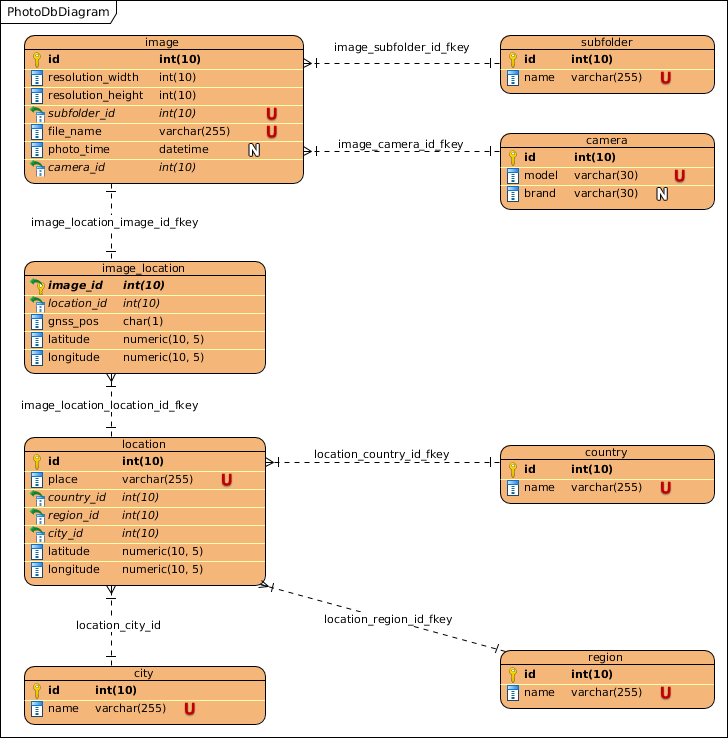 PhotoDbDiagram
image
id int(10)
resolution_width int(10)
resolution_height int(10)
subfolder_id int(10) U
file_name varchar(255) U
photo_time datetime N
camera_id int(10)
image_subfolder_id_fkey
subfolder
id int(10)
name varchar(255) U
image_camera_id_fkey
camera
id int(10)
model varchar(30) U
brand varchar(30) N
image_location_image_id_fkey
image_location
image_id int(10)
location_id int(10)
gnss_pos char(1)
latitude numeric(10, 5)
longitude numeric(10, 5)
image_location_location_id_fkey
location
id int(10)
place varchar(255) U
country_id int(10)
region_id int(10)
city_id int(10)
latitude numeric(10, 5)
longitude numeric(10, 5)
location_country_id_fkey
country
id int(10)
name varchar(255) U
location_city_id
location_region_id_fkey
city
id int(10)
name varchar(255) U
region
id int(10)
name varchar(255) U